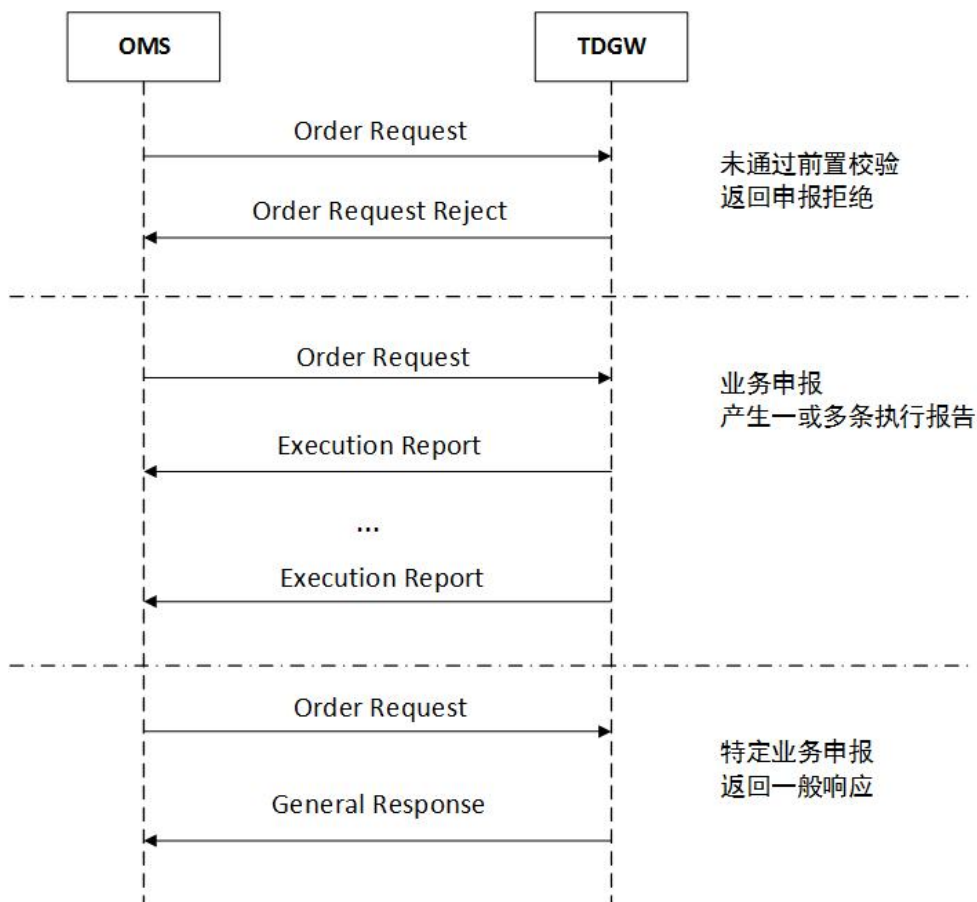 OMS
TDGW
Order Request
Order Request Reject
未通过前置校验
返回申报拒绝
Order Request
Execution Report
...
Execution Report
业务申报
产生一或多条执行报告
Order Request
General Response
特定业务申报
返回一般响应